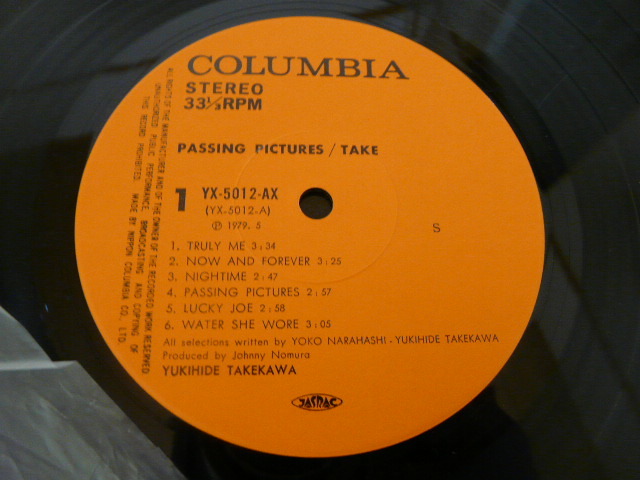 COLUMBIA
STEREO
33⅓RPM
PASSING PICTURES / TAKE
1
YX-5012-AX
(YX-5012-A)
℗ 1979. 5
S
1. TRULY ME 3:34
2. NOW AND FOREVER 3:25
3. NIGHTIME 2:47
4. PASSING PICTURES 2:57
5. LUCKY JOE 2:58
6. WATER SHE WORE 3:05
All selections written by YOKO NARAHASHI - YUKIHIDE TAKEKAWA
Produced by Johnny Nomura
YUKIHIDE TAKEKAWA
JASRAC
ALL RIGHTS OF THE MANUFACTURER AND OF THE OWNER OF THE RECORDED WORK RESERVED.
UNAUTHORIZED PUBLIC PERFORMANCE, BROADCASTING AND COPYING OF
THIS RECORD PROHIBITED. MADE BY NIPPON COLUMBIA CO., LTD.